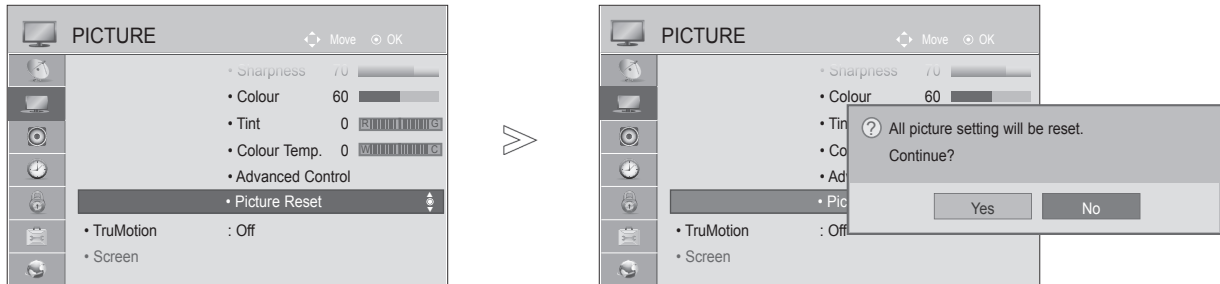 PICTURE
Move OK
• Sharpness 70
• Colour 60
• Tint 0 R G
• Colour Temp. 0 W C
• Advanced Control
• Picture Reset
• TruMotion : Off
• Screen
PICTURE
Move OK
• Sharpness 70
• Colour 60
• Tin
• Co
• Ad
• Pic
• TruMotion : Off
• Screen
? All picture setting will be reset.
Continue?
Yes No